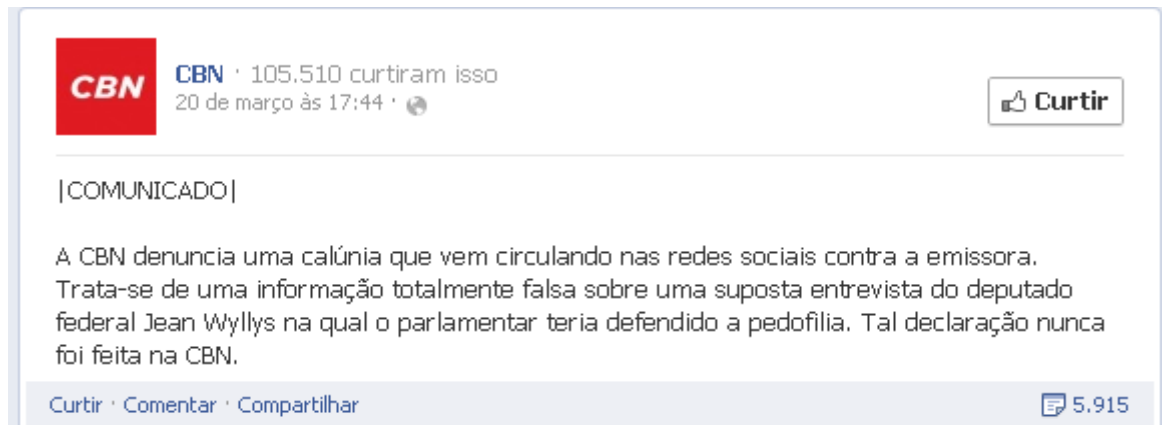 CBN
CBN · 105.510 curtiram isso
20 de março às 17:44 ·
Curtir
|COMUNICADO|
A CBN denuncia uma calúnia que vem circulando nas redes sociais contra a emissora.
Trata-se de uma informação totalmente falsa sobre uma suposta entrevista do deputado
federal Jean Wyllys na qual o parlamentar teria defendido a pedofilia. Tal declaração nunca
foi feita na CBN.
Curtir · Comentar · Compartilhar 5.915